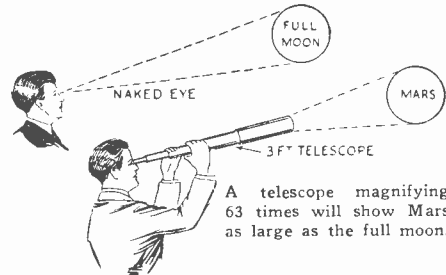 FULL
MOON
NAKED EYE
MARS
3 FT TELESCOPE
A telescope magnifying
63 times will show Mars
as large as the full moon.